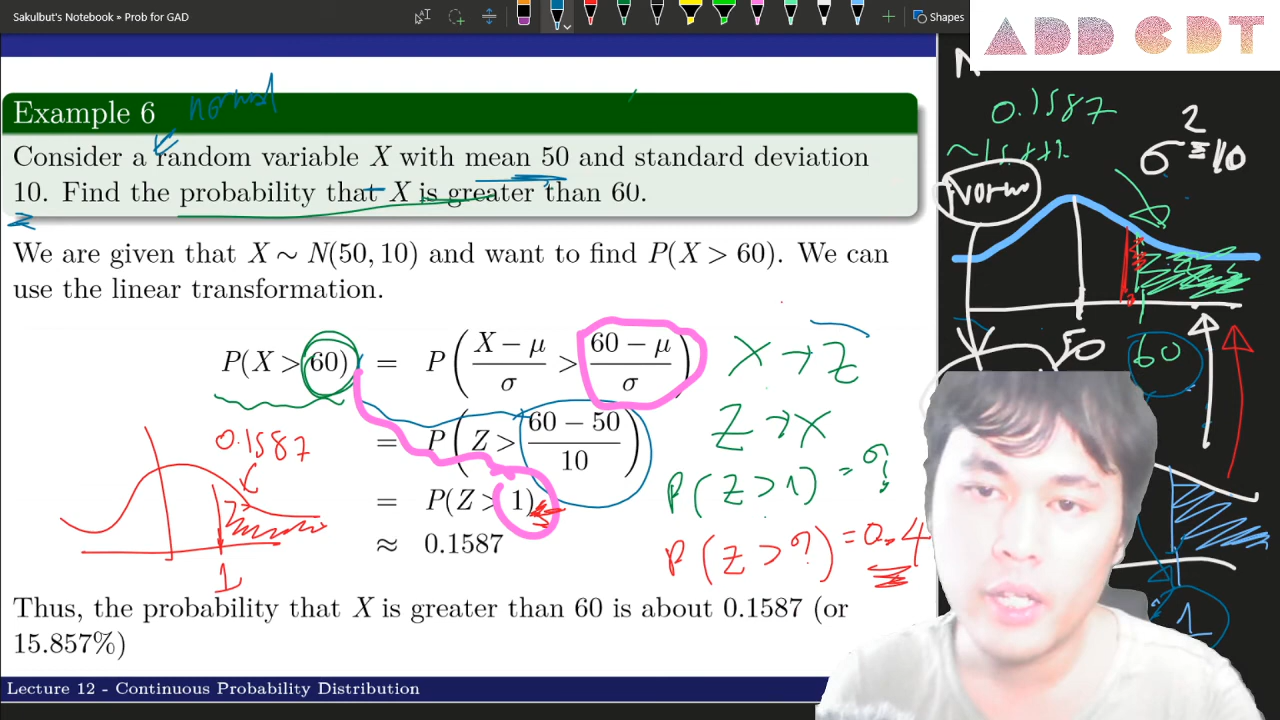 Sakulbut's Notebook » Prob for GAD
Shapes
ADD CDT
Example 6
normal
Consider a random variable X with mean 50 and standard deviation
10. Find the probability that X is greater than 60.
We are given that X ∼ N(50, 10) and want to find P(X > 60). We can
use the linear transformation.
P(X > 60) = P( (X − μ)/σ > (60 − μ)/σ )
= P( Z > (60 − 50)/10 )
= P(Z > 1)
≈ 0.1587
X → Z
Z → X
P(Z > 1) = ?
P(Z > ?) = 0.4
0.1587
1
Thus, the probability that X is greater than 60 is about 0.1587 (or
15.857%)
Lecture 12 - Continuous Probability Distribution
0.1587
σ² = 10
50
60
1